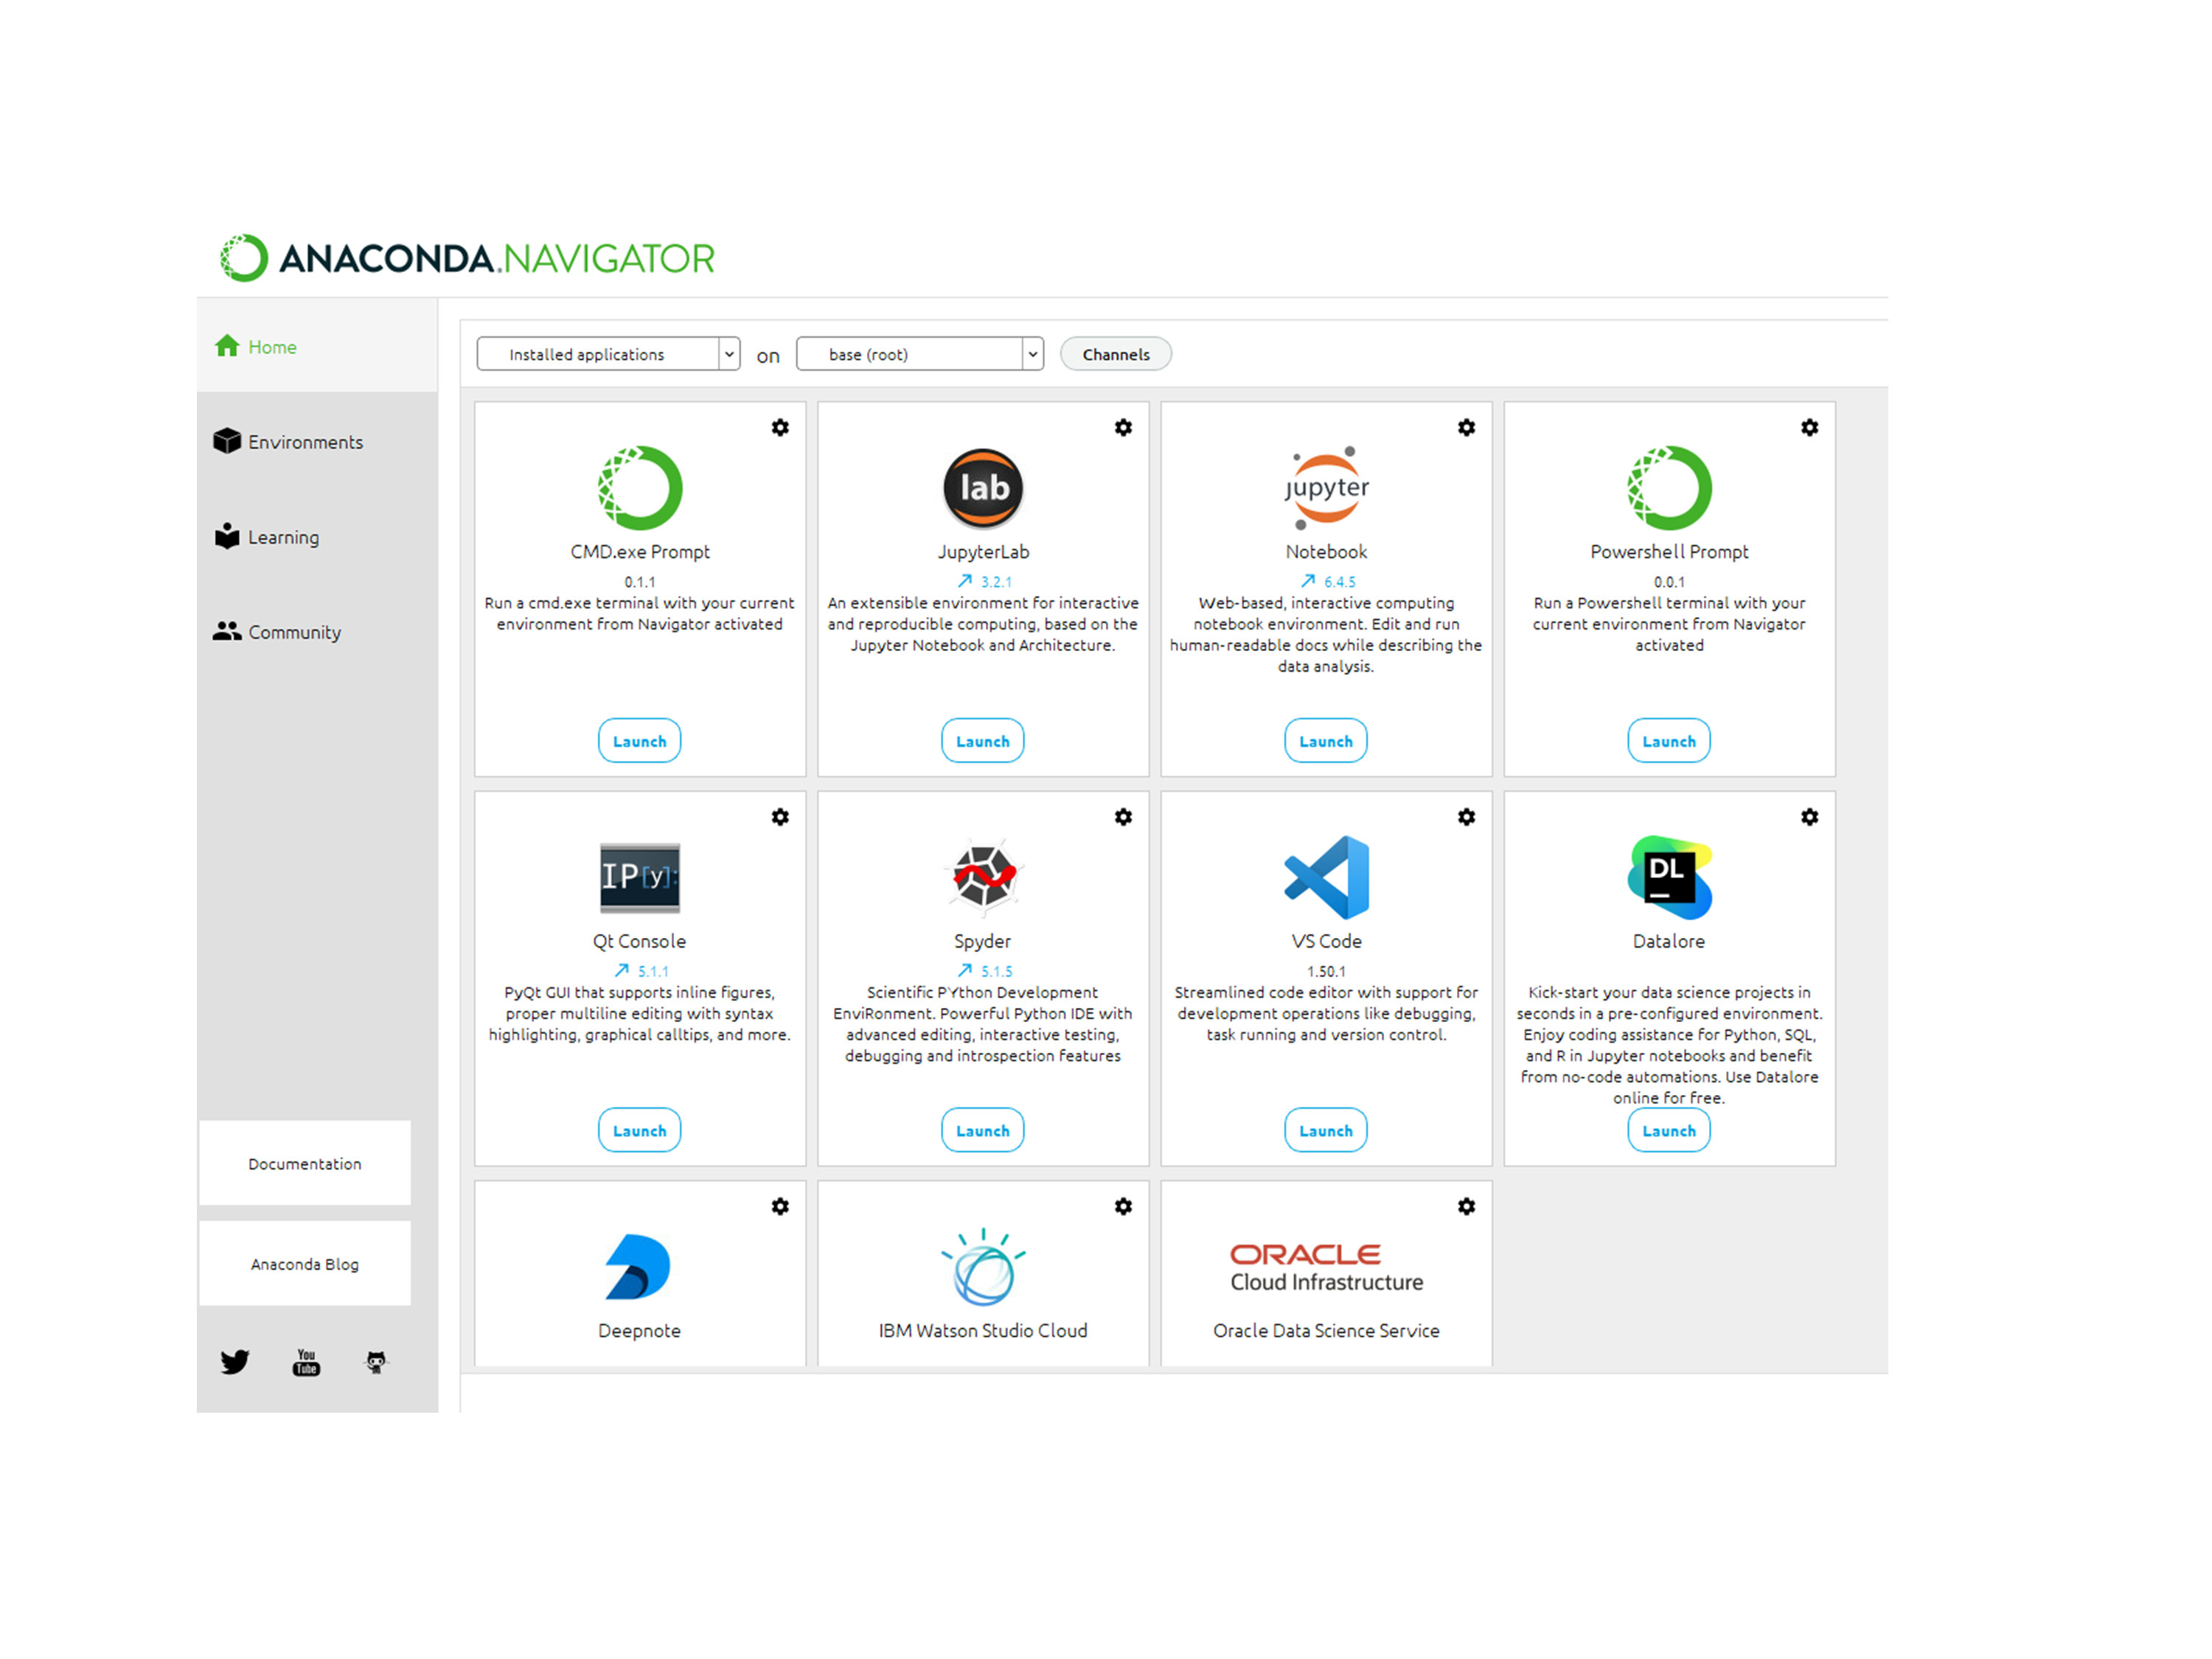 ANACONDA.NAVIGATOR
Home
Environments
Learning
Community
Documentation
Anaconda Blog
You
Tube
Installed applications on base (root) Channels
CMD.exe Prompt
0.1.1
Run a cmd.exe terminal with your current
environment from Navigator activated
Launch
lab
JupyterLab
3.2.1
An extensible environment for interactive
and reproducible computing, based on the
Jupyter Notebook and Architecture.
Launch
jupyter
Notebook
6.4.5
Web-based, interactive computing
notebook environment. Edit and run
human-readable docs while describing the
data analysis.
Launch
Powershell Prompt
0.0.1
Run a Powershell terminal with your
current environment from Navigator
activated
Launch
IP[y]:
Qt Console
5.1.1
PyQt GUI that supports inline figures,
proper multiline editing with syntax
highlighting, graphical calltips, and more.
Launch
Spyder
5.1.5
Scientific PYthon Development
EnviRonment. Powerful Python IDE with
advanced editing, interactive testing,
debugging and introspection features
Launch
VS Code
1.50.1
Streamlined code editor with support for
development operations like debugging,
task running and version control.
Launch
DL
Datalore
Kick-start your data science projects in
seconds in a pre-configured environment.
Enjoy coding assistance for Python, SQL,
and R in Jupyter notebooks and benefit
from no-code automations. Use Datalore
online for free.
Launch
Deepnote
IBM Watson Studio Cloud
ORACLE
Cloud Infrastructure
Oracle Data Science Service